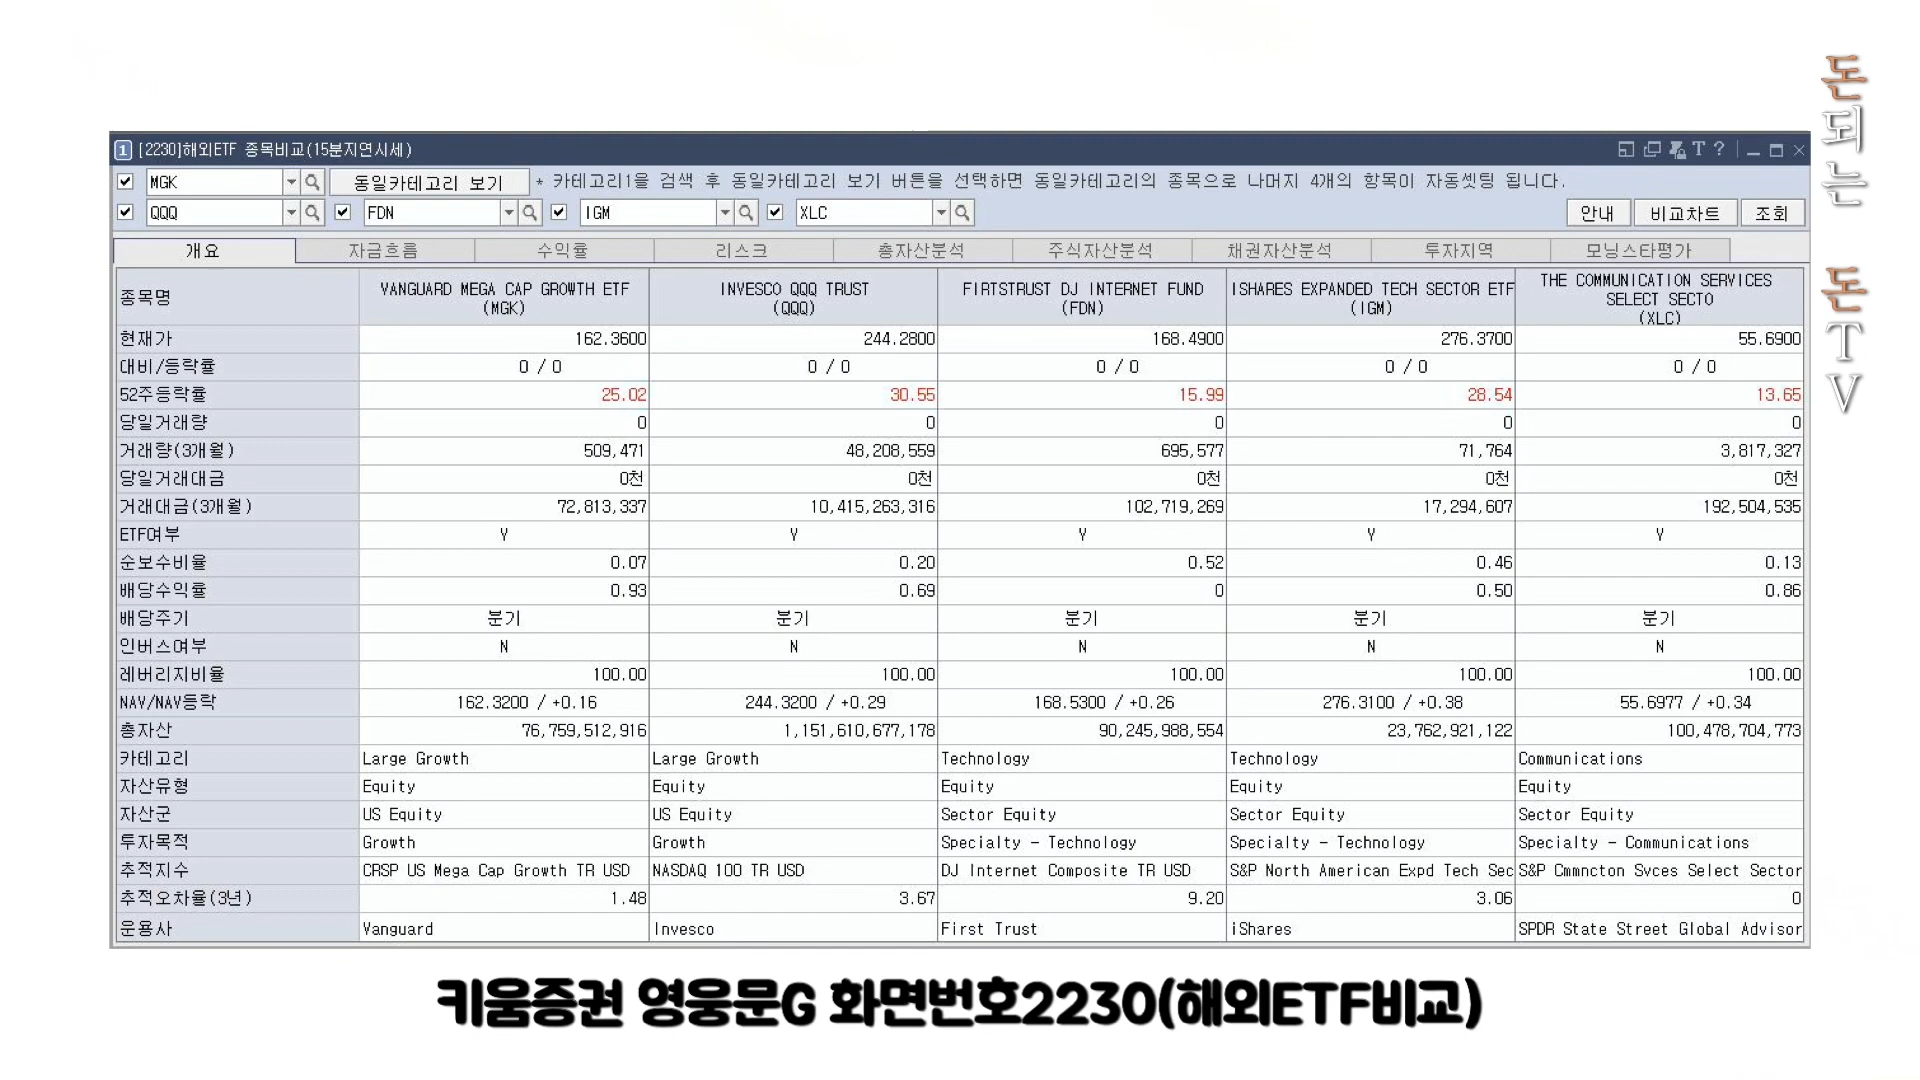 돈되는 돈TV
1 [2230]해외ETF 종목비교(15분지연시세)
MGK 동일카테고리 보기 * 카테고리1을 검색 후 동일카테고리 보기 버튼을 선택하면 동일카테고리의 종목으로 나머지 4개의 항목이 자동셋팅 됩니다.
QQQ FDN IGM XLC 안내 비교차트 조회
개요 자금흐름 수익률 리스크 총자산분석 주식자산분석 채권자산분석 투자지역 모닝스타평가
종목명 VANGUARD MEGA CAP GROWTH ETF (MGK) INVESCO QQQ TRUST (QQQ) FIRTSTRUST DJ INTERNET FUND (FDN) ISHARES EXPANDED TECH SECTOR ETF (IGM) THE COMMUNICATION SERVICES SELECT SECTO (XLC)
현재가 162.3600 244.2800 168.4900 276.3700 55.6900
대비/등락률 0 / 0 0 / 0 0 / 0 0 / 0 0 / 0
52주등락률 25.02 30.55 15.99 28.54 13.65
당일거래량 0 0 0 0 0
거래량(3개월) 509,471 48,208,559 695,577 71,764 3,817,327
당일거래대금 0천 0천 0천 0천 0천
거래대금(3개월) 72,813,337 10,415,263,316 102,719,269 17,294,607 192,504,535
ETF여부 Y Y Y Y Y
순보수비율 0.07 0.20 0.52 0.46 0.13
배당수익률 0.93 0.69 0 0.50 0.86
배당주기 분기 분기 분기 분기 분기
인버스여부 N N N N N
레버리지비율 100.00 100.00 100.00 100.00 100.00
NAV/NAV등락 162.3200 / +0.16 244.3200 / +0.29 168.5300 / +0.26 276.3100 / +0.38 55.6977 / +0.34
총자산 76,759,512,916 1,151,610,677,178 90,245,988,554 23,762,921,122 100,478,704,773
카테고리 Large Growth Large Growth Technology Technology Communications
자산유형 Equity Equity Equity Equity Equity
자산군 US Equity US Equity Sector Equity Sector Equity Sector Equity
투자목적 Growth Growth Specialty - Technology Specialty - Technology Specialty - Communications
추적지수 CRSP US Mega Cap Growth TR USD NASDAQ 100 TR USD DJ Internet Composite TR USD S&P North American Expd Tech Sec S&P Cmmncton Svces Select Sector
추적오차율(3년) 1.48 3.67 9.20 3.06 0
운용사 Vanguard Invesco First Trust iShares SPDR State Street Global Advisor
키움증권 영웅문G 화면번호2230(해외ETF비교)